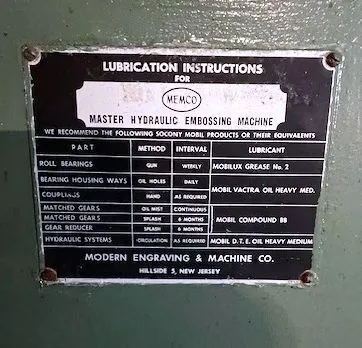 LUBRICATION INSTRUCTIONS
FOR
MEMCO
MASTER HYDRAULIC EMBOSSING MACHINE
WE RECOMMEND THE FOLLOWING SOCONY MOBIL PRODUCTS OR THEIR EQUIVALENTS
PART METHOD INTERVAL LUBRICANT
ROLL BEARINGS GUN WEEKLY MOBILUX GREASE No. 2
BEARING HOUSING WAYS OIL HOLES DAILY
MOBIL VACTRA OIL HEAVY MED.
COUPLINGS HAND AS REQUIRED
MATCHED GEARS OIL MIST CONTINUOUS
MATCHED GEARS SPLASH 6 MONTHS MOBIL COMPOUND BB
GEAR REDUCER SPLASH 6 MONTHS
HYDRAULIC SYSTEMS CIRCULATION AS REQUIRED MOBIL D.T.E. OIL HEAVY MEDIUM
MODERN ENGRAVING & MACHINE CO.
HILLSIDE 5, NEW JERSEY